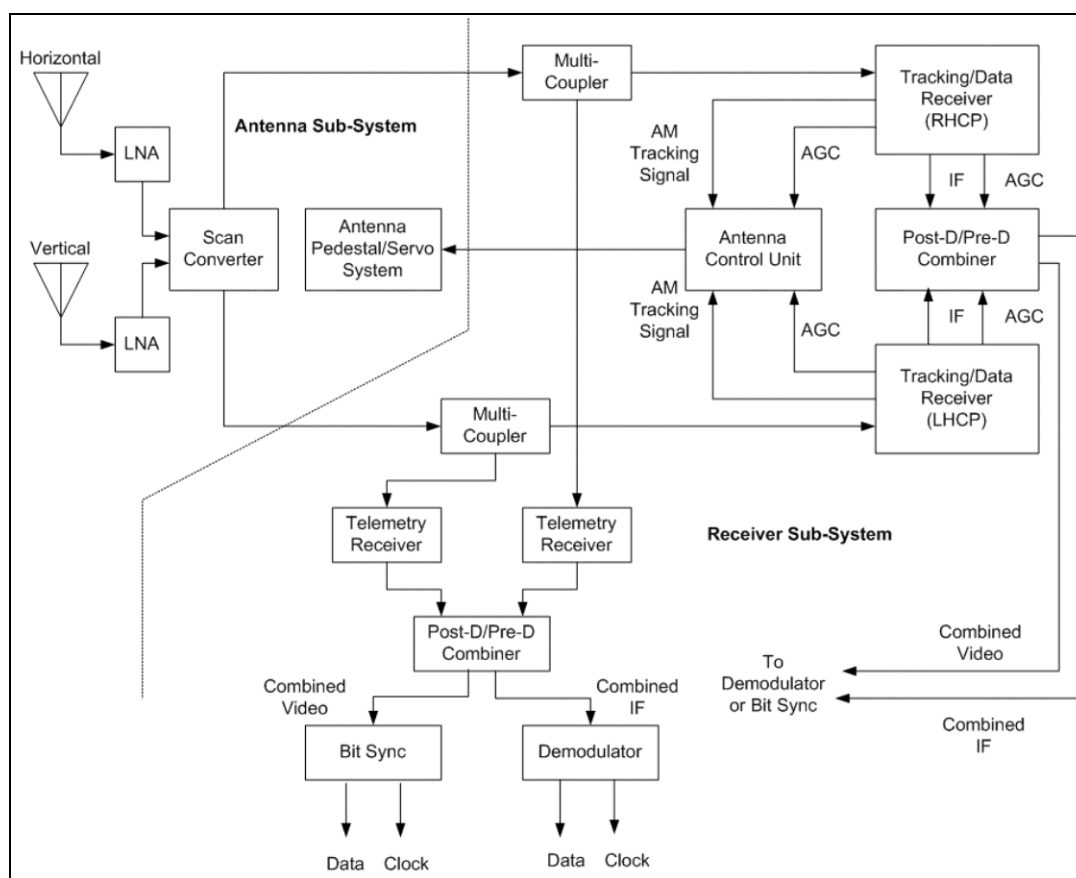 Horizontal
LNA
Vertical
LNA
Antenna Sub-System
Scan
Converter
Antenna
Pedestal/Servo
System
Multi-
Coupler
Tracking/Data
Receiver
(RHCP)
AM
Tracking
Signal
AGC
IF
AGC
Antenna
Control Unit
Post-D/Pre-D
Combiner
AM
Tracking
Signal
AGC
IF
AGC
Tracking/Data
Receiver
(LHCP)
Multi-
Coupler
Telemetry
Receiver
Telemetry
Receiver
Receiver Sub-System
Post-D/Pre-D
Combiner
Combined
Video
Combined
IF
Bit Sync
Demodulator
Data
Clock
Data
Clock
Combined
Video
To
Demodulator
or Bit Sync
Combined
IF